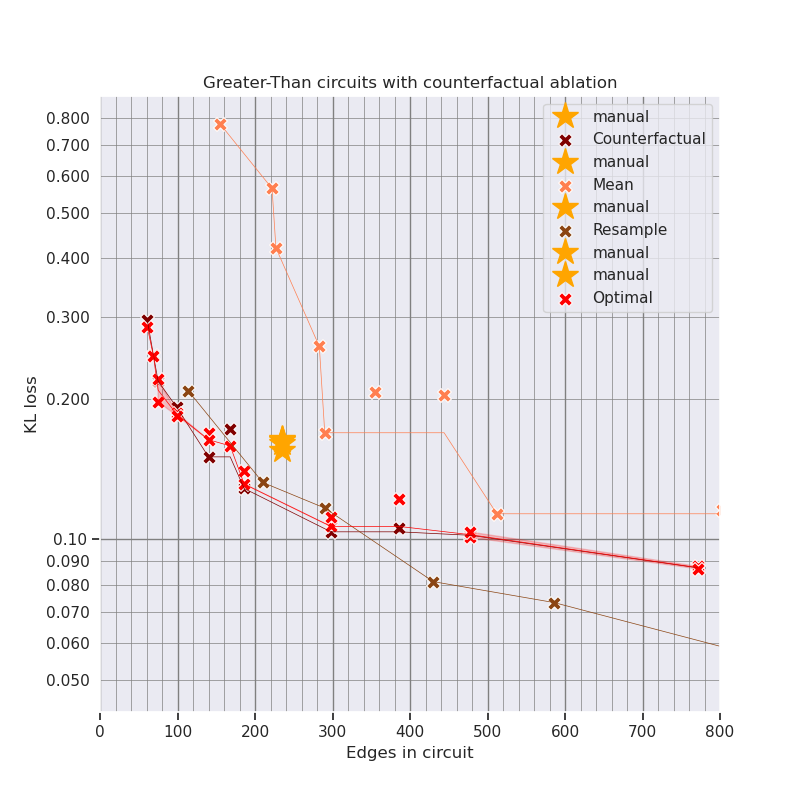 Greater-Than circuits with counterfactual ablation
manual
Counterfactual
manual
Mean
manual
Resample
manual
manual
Optimal
KL loss
0.800
0.700
0.600
0.500
0.400
0.300
0.200
0.10
0.090
0.080
0.070
0.060
0.050
0 100 200 300 400 500 600 700 800
Edges in circuit